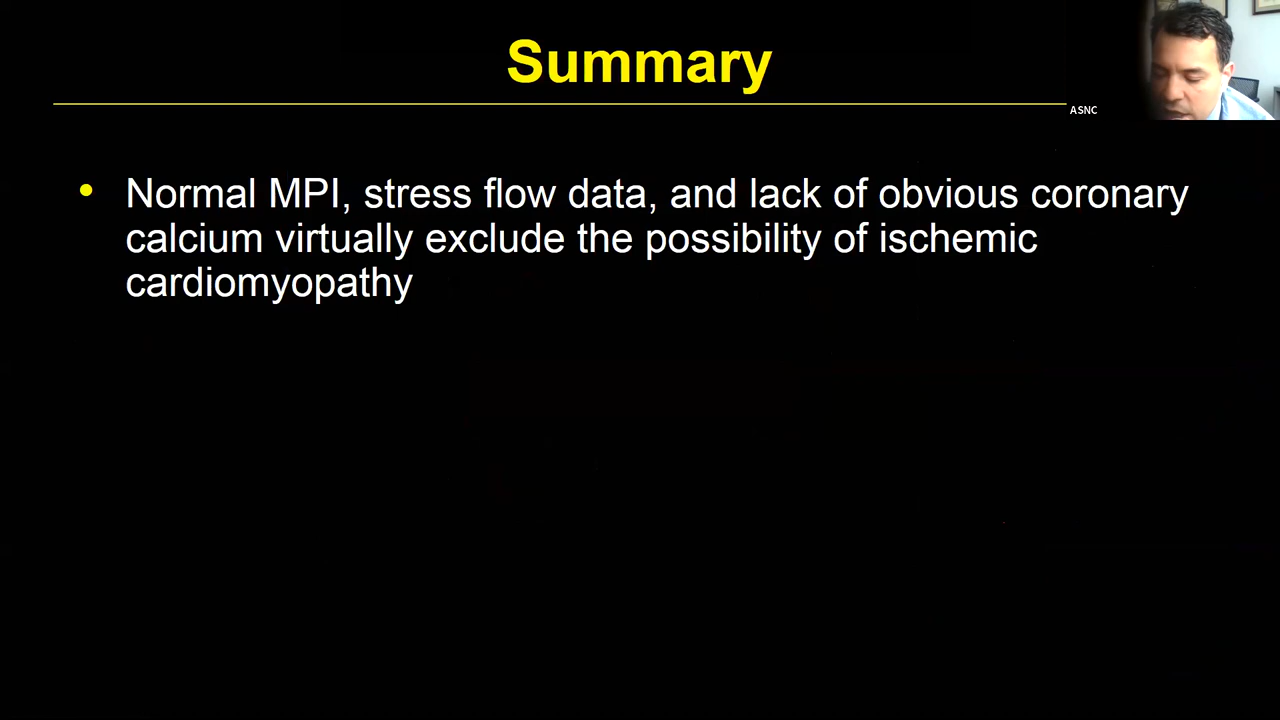 Summary
ASNC
• Normal MPI, stress flow data, and lack of obvious coronary
calcium virtually exclude the possibility of ischemic
cardiomyopathy